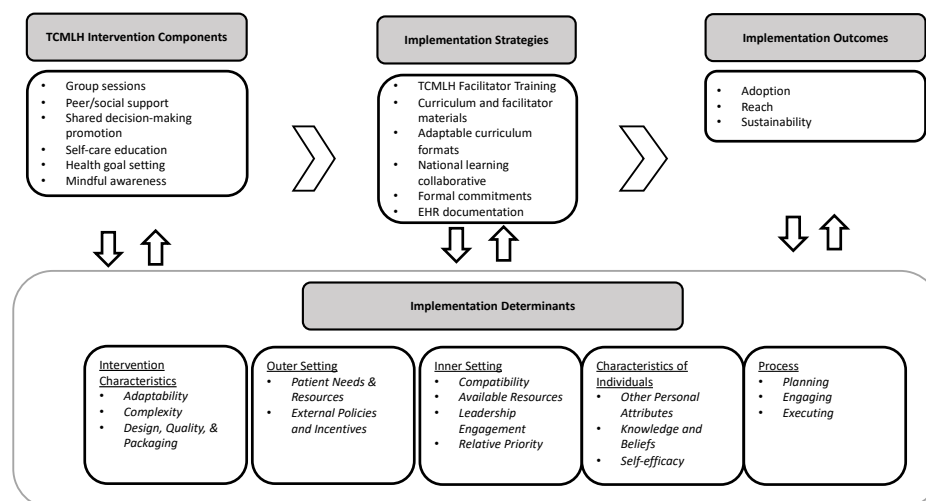 TCMLH Intervention Components
• Group sessions
• Peer/social support
• Shared decision-making
promotion
• Self-care education
• Health goal setting
• Mindful awareness
Implementation Strategies
• TCMLH Facilitator Training
• Curriculum and facilitator
materials
• Adaptable curriculum
formats
• National learning
collaborative
• Formal commitments
• EHR documentation
Implementation Outcomes
• Adoption
• Reach
• Sustainability
Implementation Determinants
Intervention
Characteristics
• Adaptability
• Complexity
• Design, Quality, &
Packaging
Outer Setting
• Patient Needs &
Resources
• External Policies
and Incentives
Inner Setting
• Compatibility
• Available Resources
• Leadership
Engagement
• Relative Priority
Characteristics of
Individuals
• Other Personal
Attributes
• Knowledge and
Beliefs
• Self-efficacy
Process
• Planning
• Engaging
• Executing